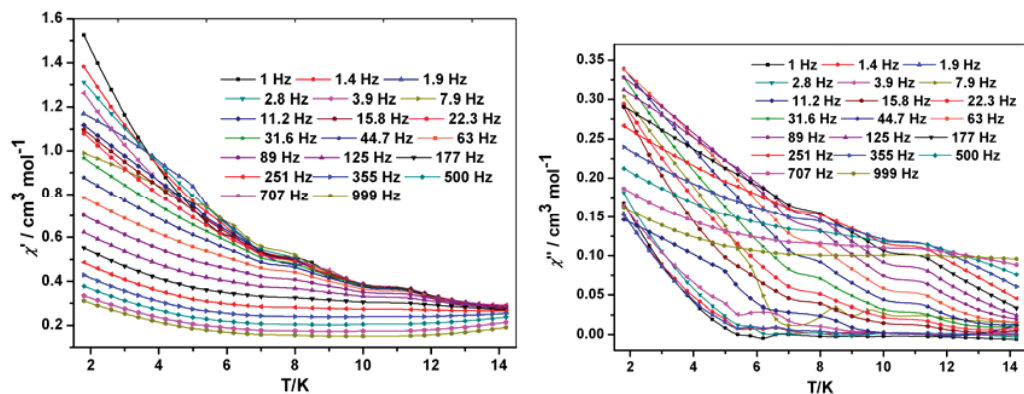 1.6
1.4
1.2
1.0
0.8
0.6
0.4
0.2
χ' / cm³ mol⁻¹
1 Hz 1.4 Hz 1.9 Hz
2.8 Hz 3.9 Hz 7.9 Hz
11.2 Hz 15.8 Hz 22.3 Hz
31.6 Hz 44.7 Hz 63 Hz
89 Hz 125 Hz 177 Hz
251 Hz 355 Hz 500 Hz
707 Hz 999 Hz
2 4 6 8 10 12 14
T/K
0.35
0.30
0.25
0.20
0.15
0.10
0.05
0.00
χ'' / cm³ mol⁻¹
1 Hz 1.4 Hz 1.9 Hz
2.8 Hz 3.9 Hz 7.9 Hz
11.2 Hz 15.8 Hz 22.3 Hz
31.6 Hz 44.7 Hz 63 Hz
89 Hz 125 Hz 177 Hz
251 Hz 355 Hz 500 Hz
707 Hz 999 Hz
2 4 6 8 10 12 14
T/K